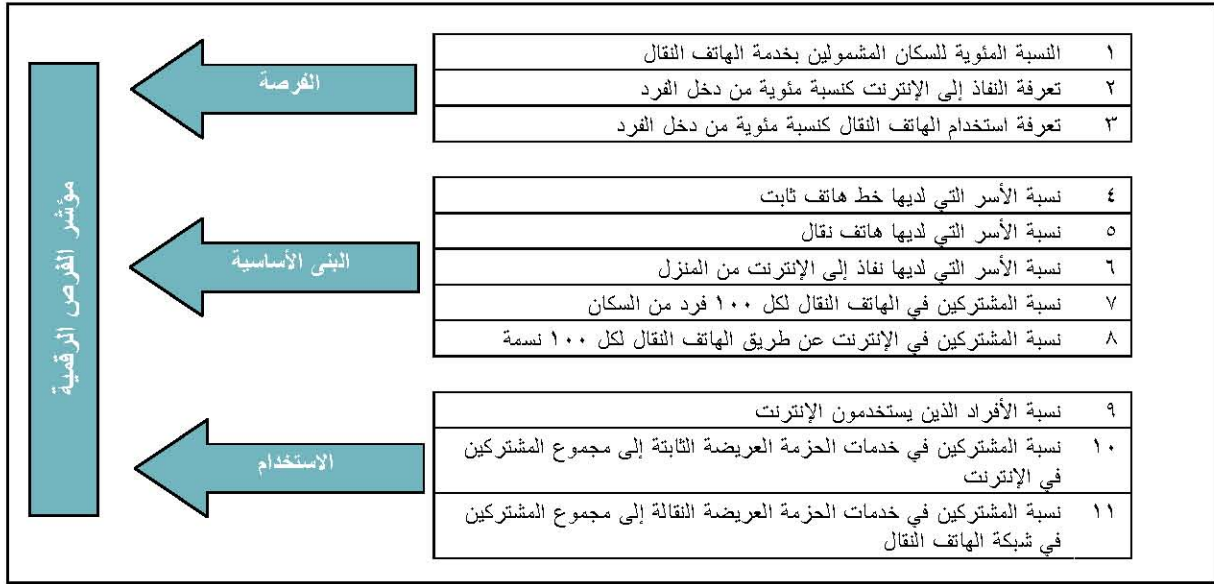 ١ النسبة المئوية للسكان المشمولين بخدمة الهاتف النقال
٢ تعرفة النفاذ إلى الإنترنت كنسبة مئوية من دخل الفرد
٣ تعرفة استخدام الهاتف النقال كنسبة مئوية من دخل الفرد
الفرصة
٤ نسبة الأسر التي لديها خط هاتف ثابت
٥ نسبة الأسر التي لديها هاتف نقال
٦ نسبة الأسر التي لديها نفاذ إلى الإنترنت من المنزل
٧ نسبة المشتركين في الهاتف النقال لكل ١٠٠ فرد من السكان
٨ نسبة المشتركين في الإنترنت عن طريق الهاتف النقال لكل ١٠٠ نسمة
البنى الأساسية
٩ نسبة الأفراد الذين يستخدمون الإنترنت
١٠ نسبة المشتركين في خدمات الحزمة العريضة الثابتة إلى مجموع المشتركين
في الإنترنت
١١ نسبة المشتركين في خدمات الحزمة العريضة النقالة إلى مجموع المشتركين
في شبكة الهاتف النقال
الاستخدام
مؤشر الفرص الرقمية